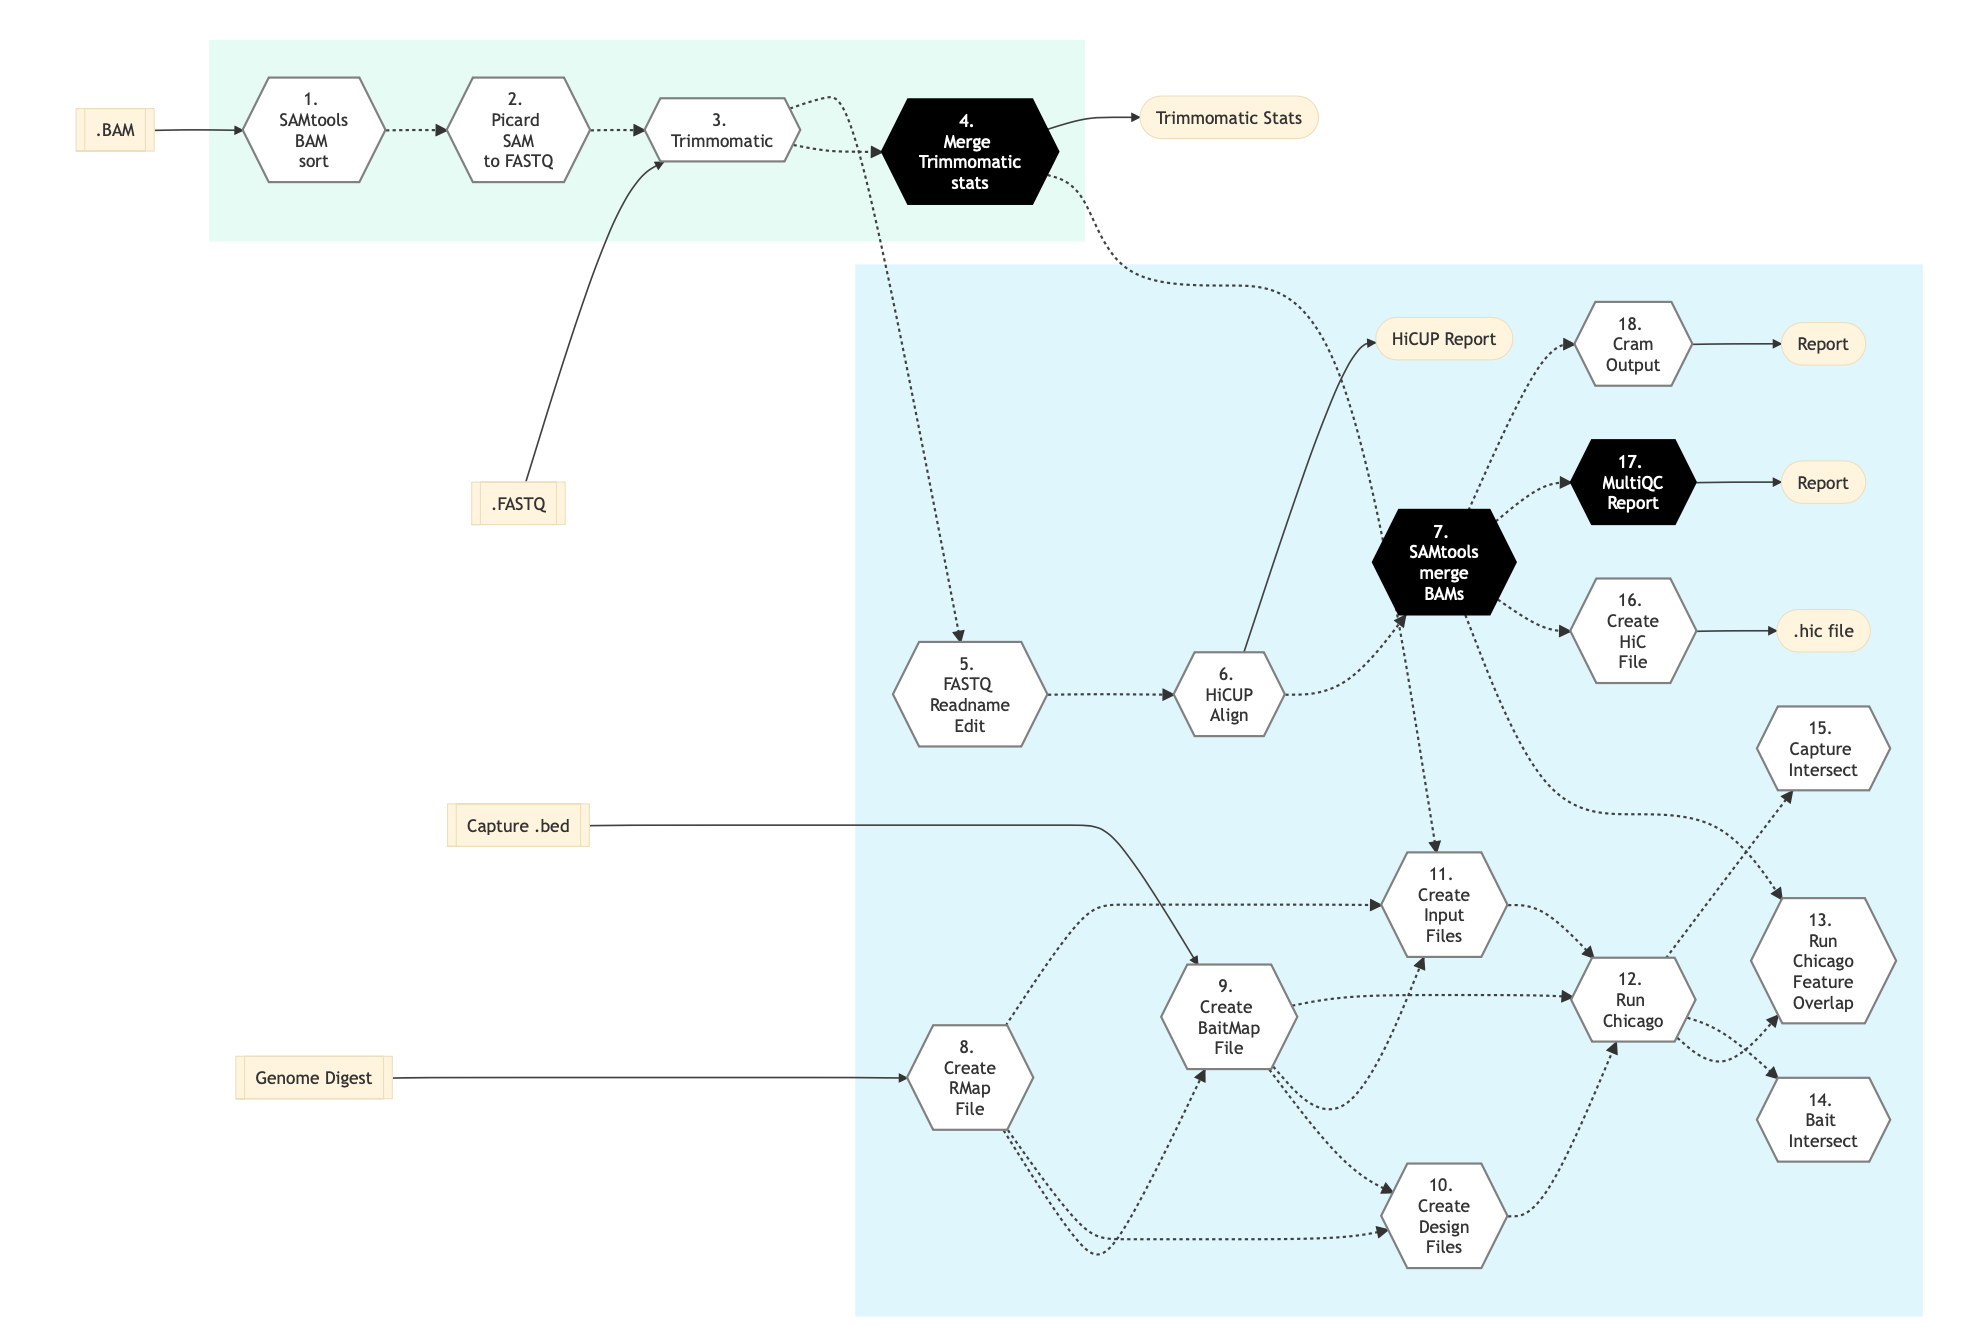 .BAM
1.
SAMtools
BAM
sort
2.
Picard
SAM
to FASTQ
3.
Trimmomatic
4.
Merge
Trimmomatic
stats
Trimmomatic Stats
.FASTQ
HiCUP Report
18.
Cram
Output
Report
17.
MultiQC
Report
Report
7.
SAMtools
merge
BAMs
16.
Create
HiC
File
.hic file
5.
FASTQ
Readname
Edit
6.
HiCUP
Align
15.
Capture
Intersect
Capture .bed
11.
Create
Input
Files
13.
Run
Chicago
Feature
Overlap
9.
Create
BaitMap
File
12.
Run
Chicago
Genome Digest
8.
Create
RMap
File
14.
Bait
Intersect
10.
Create
Design
Files